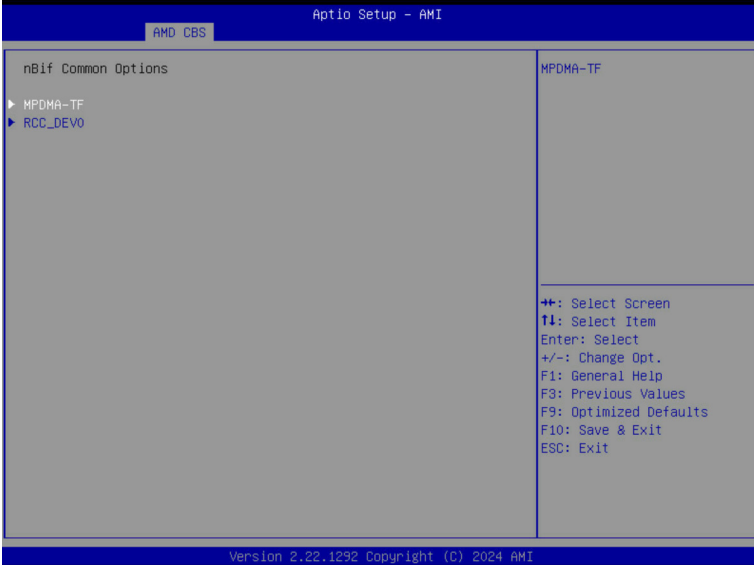 Aptio Setup - AMI
AMD CBS
nBif Common Options
MPDMA-TF
RCC_DEV0
MPDMA-TF
→←: Select Screen
↑↓: Select Item
Enter: Select
+/-: Change Opt.
F1: General Help
F3: Previous Values
F9: Optimized Defaults
F10: Save & Exit
ESC: Exit
Version 2.22.1292 Copyright (C) 2024 AMI